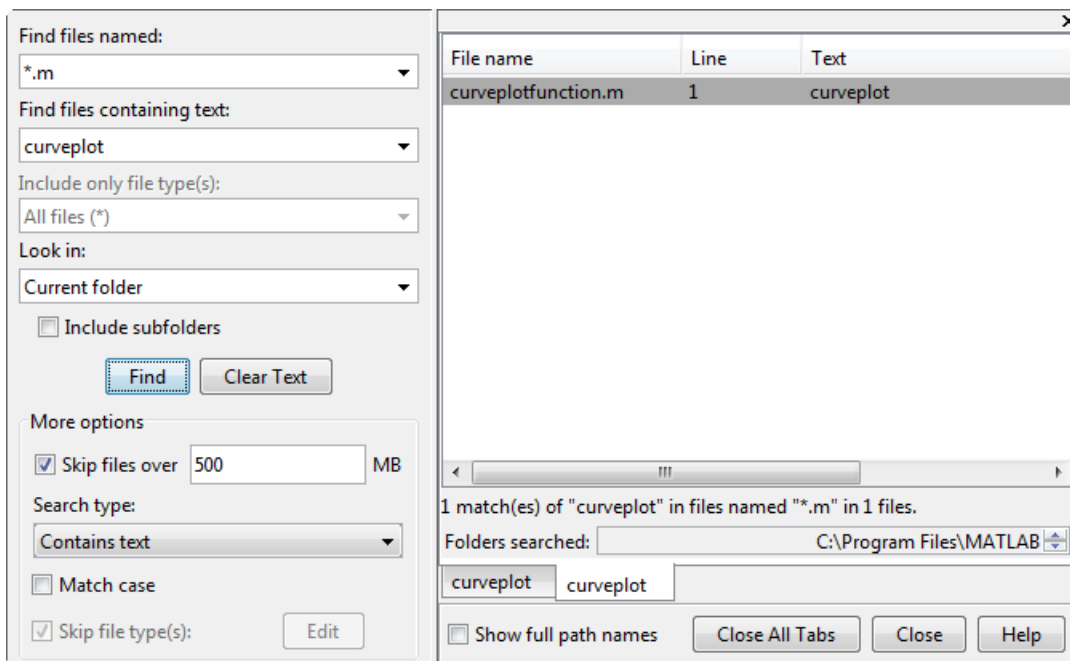 Find files named:
*.m
Find files containing text:
curveplot
Include only file type(s):
All files (*)
Look in:
Current folder
Include subfolders
Find Clear Text
More options
Skip files over 500 MB
Search type:
Contains text
Match case
Skip file type(s): Edit
File name Line Text
curveplotfunction.m 1 curveplot
1 match(es) of "curveplot" in files named "*.m" in 1 files.
Folders searched: C:\Program Files\MATLAB
curveplot curveplot
Show full path names Close All Tabs Close Help